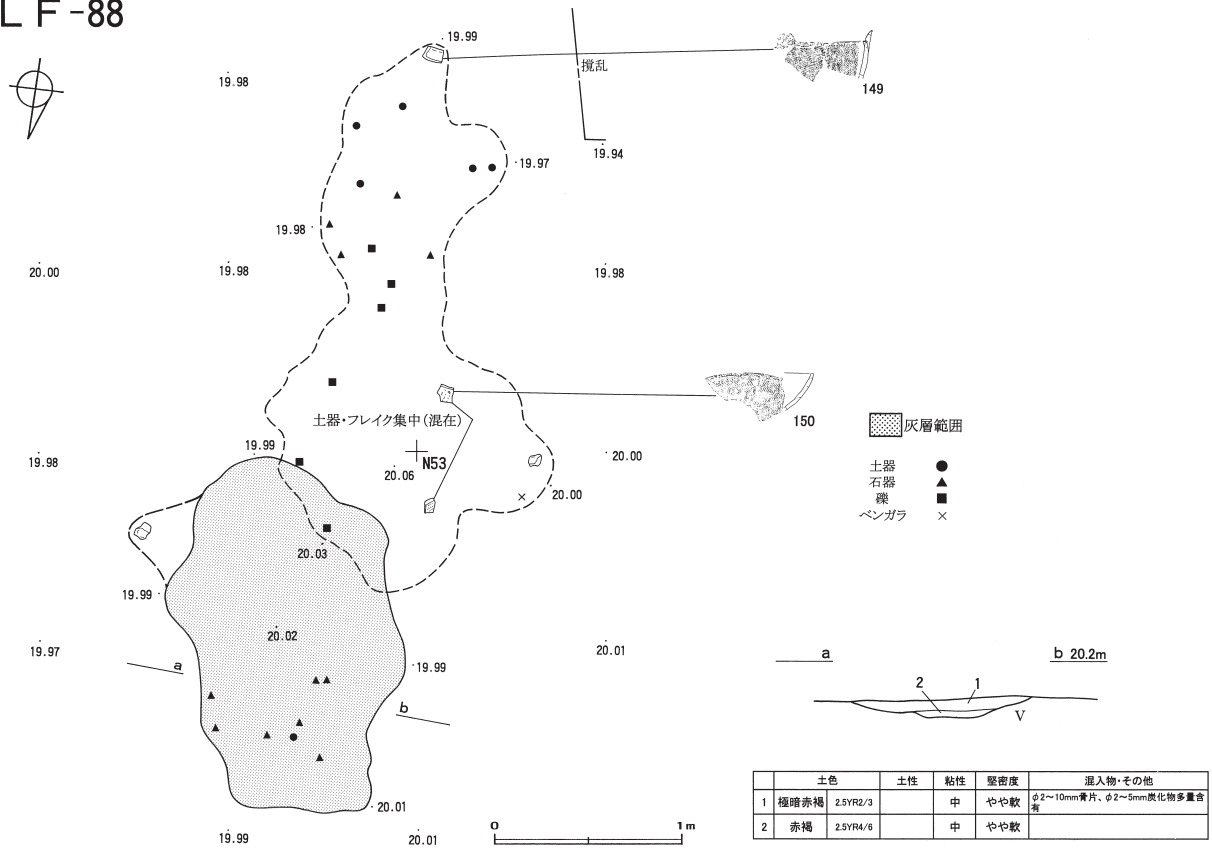 LF-88
19.99
19.98
撹乱
149
19.94
19.97
19.98
20.00
19.98
19.98
150
灰層範囲
土器・フレイク集中(混在)
19.99
19.98
20.06
N53
20.00
土器 ●
石器 ▲
礫 ■
ベンガラ ×
20.00
20.03
19.99
20.02
19.97
20.01
a
19.99
b
a
b 20.2m
2
1
V
20.01
19.99
20.01
0
1m
土色 土性 粘性 堅密度 混入物・その他
1 極暗赤褐 2.5YR2/3 中 やや軟 φ2~10mm骨片、φ2~5mm炭化物多量含有
2 赤褐 2.5YR4/6 中 やや軟